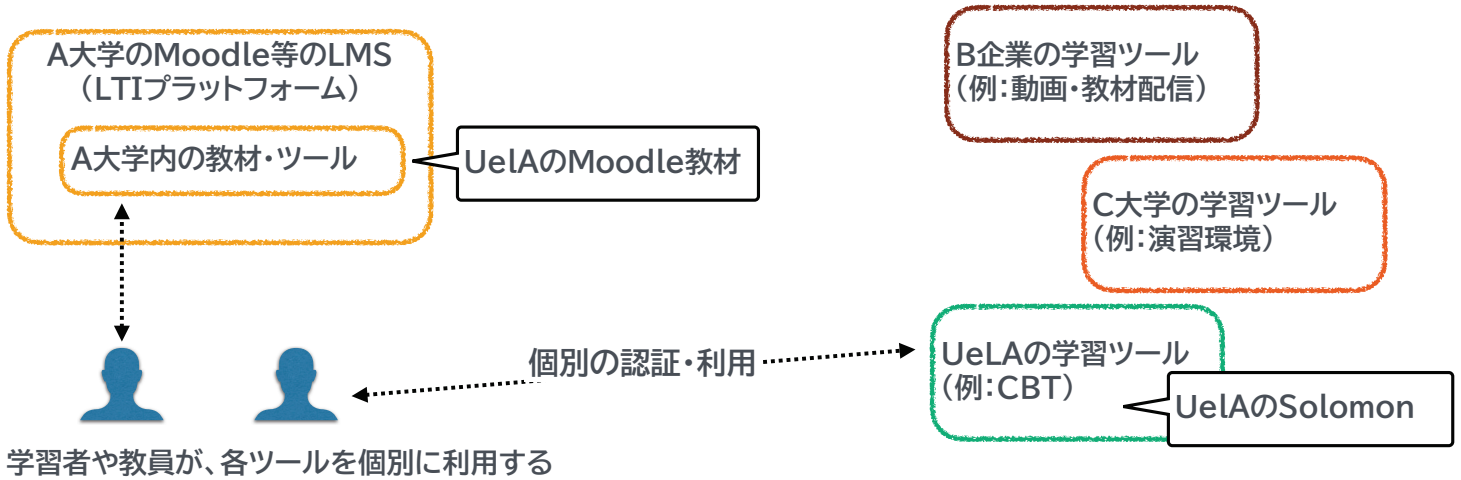 A大学のMoodle等のLMS
（LTIプラットフォーム）
A大学内の教材・ツール
UelAのMoodle教材
B企業の学習ツール
（例：動画・教材配信）
C大学の学習ツール
（例：演習環境）
個別の認証・利用
UeLAの学習ツール
（例：CBT）
UelAのSolomon
学習者や教員が、各ツールを個別に利用する